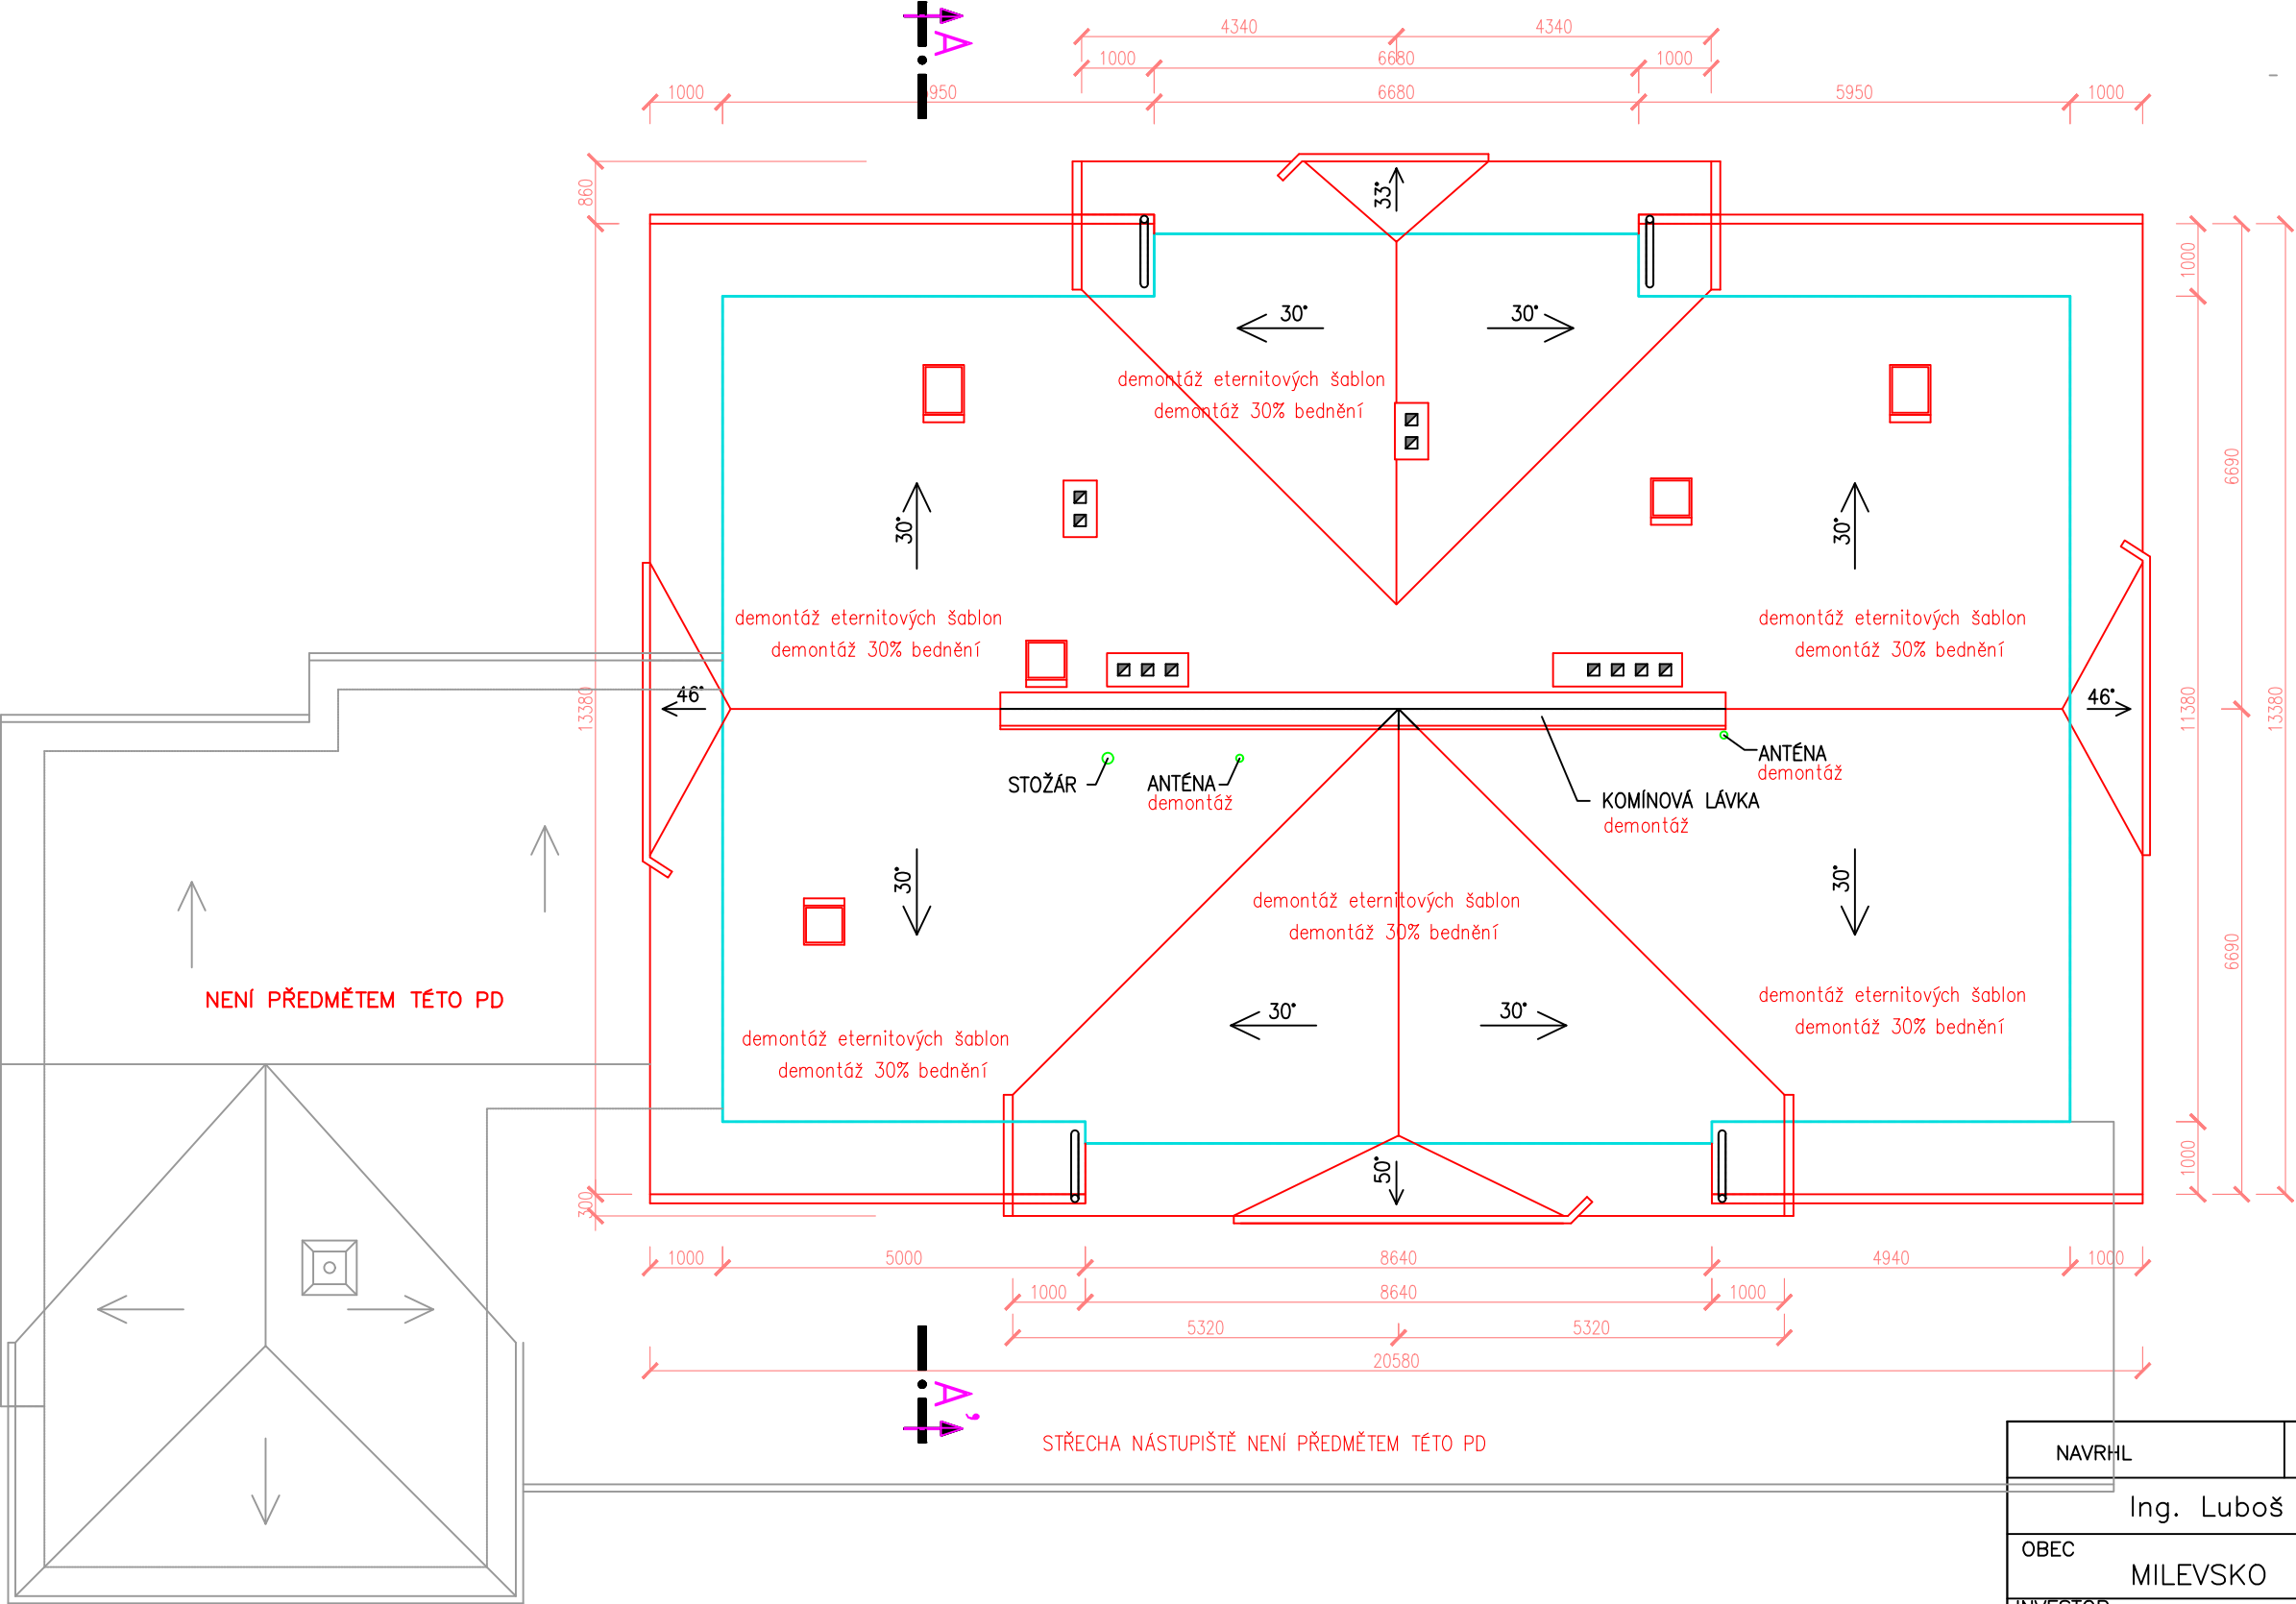 A
4340
4340
1000
6680
1000
1000
6680
5950
1000
860
33°
1000
30°
30°
demontáž eternitových šablon
demontáž 30% bednění
6690
30°
30°
demontáž eternitových šablon
demontáž 30% bednění
demontáž eternitových šablon
demontáž 30% bednění
46°
46°
13380
11380
13380
STOŽÁR
ANTÉNA
demontáž
ANTÉNA
demontáž
KOMÍNOVÁ LÁVKA
demontáž
30°
30°
demontáž eternitových šablon
demontáž 30% bednění
6690
NENÍ PŘEDMĚTEM TÉTO PD
30°
30°
demontáž eternitových šablon
demontáž 30% bednění
demontáž eternitových šablon
demontáž 30% bednění
50°
1000
300
1000
5000
8640
4940
1000
1000
8640
1000
5320
5320
20580
A'
STŘECHA NÁSTUPIŠTĚ NENÍ PŘEDMĚTEM TÉTO PD
NAVRHL
Ing. Luboš
OBEC
MILEVSKO